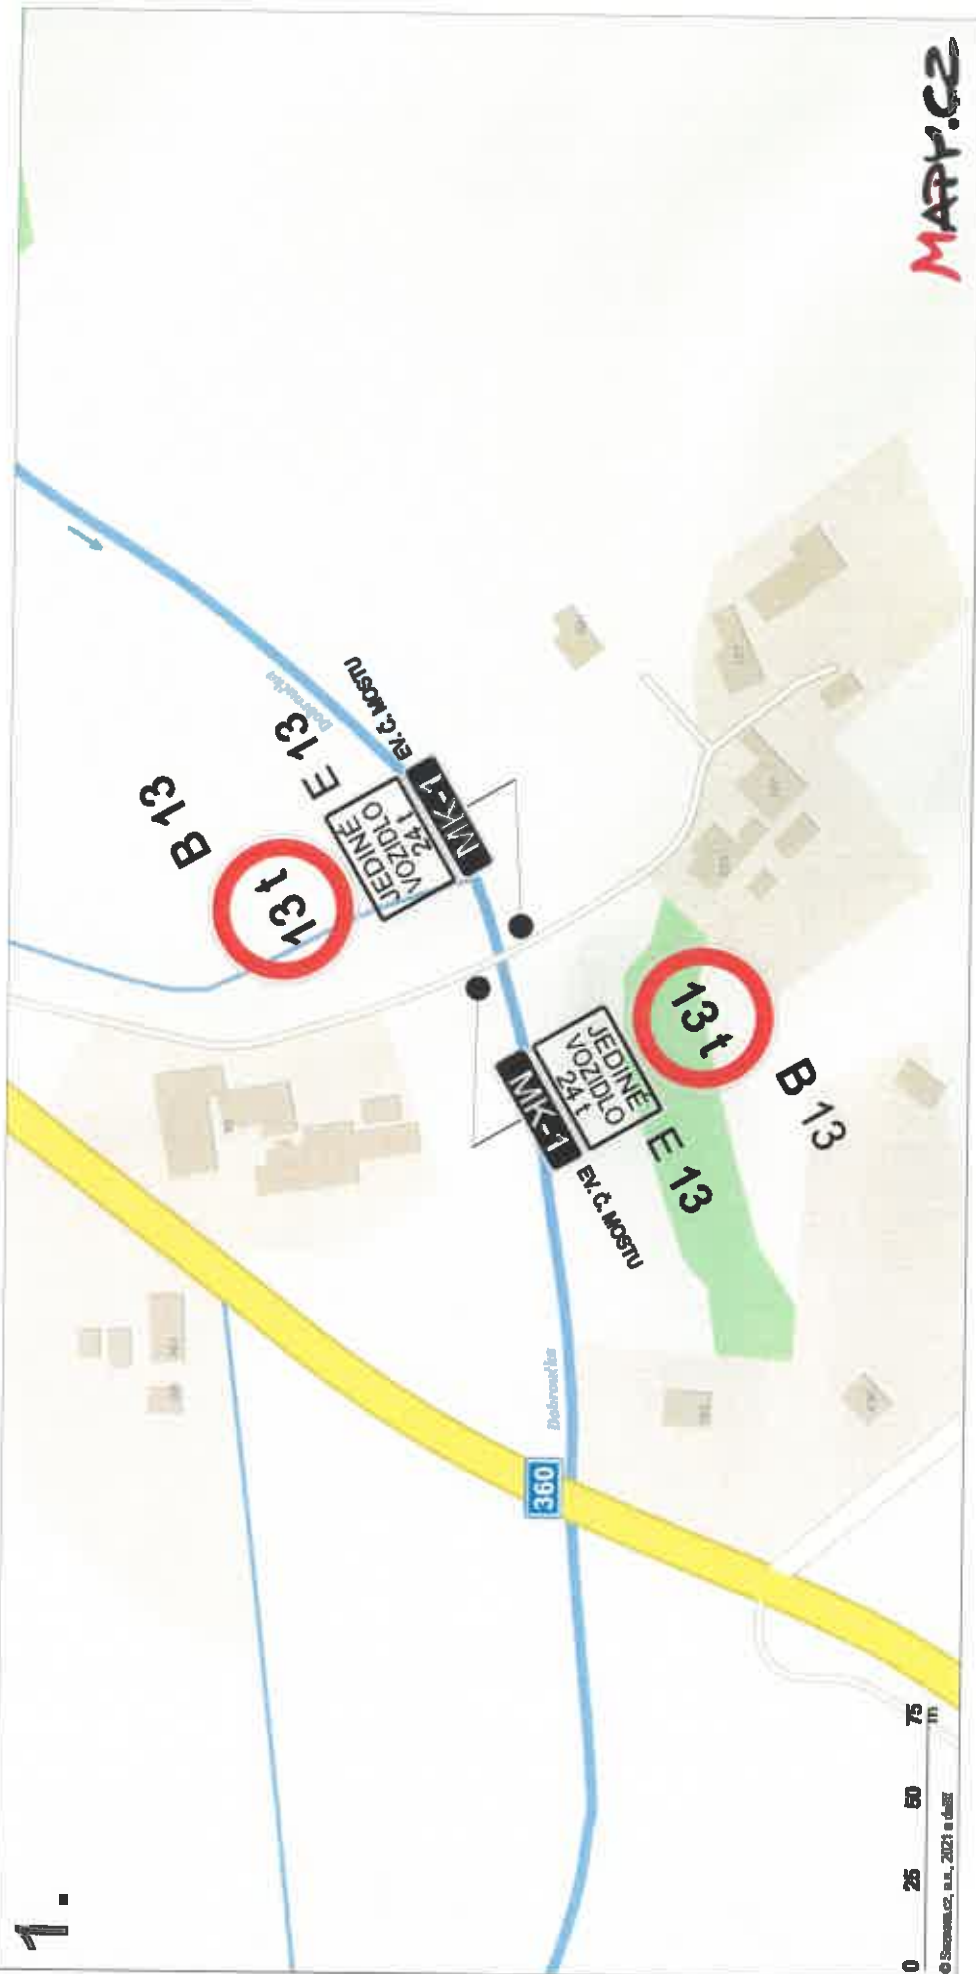 1.
B 13
13 t
E 13
JEDINÉ
VOZIDLO
24 t
MK-1
EV. Č. MOSTU
MK-1
EV. Č. MOSTU
JEDINÉ
VOZIDLO
24 t
E 13
13 t
B 13
360
Dobroučka
0 25 50 75
m
MAPY.CZ